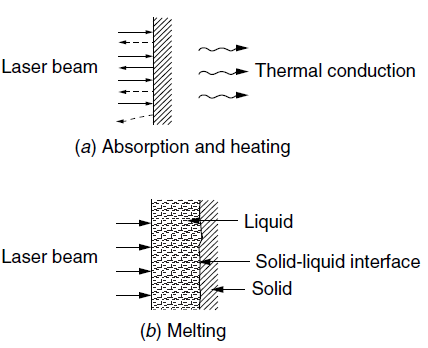 Laser beam
Thermal conduction
(a) Absorption and heating
Liquid
Laser beam
Solid-liquid interface
Solid
(b) Melting